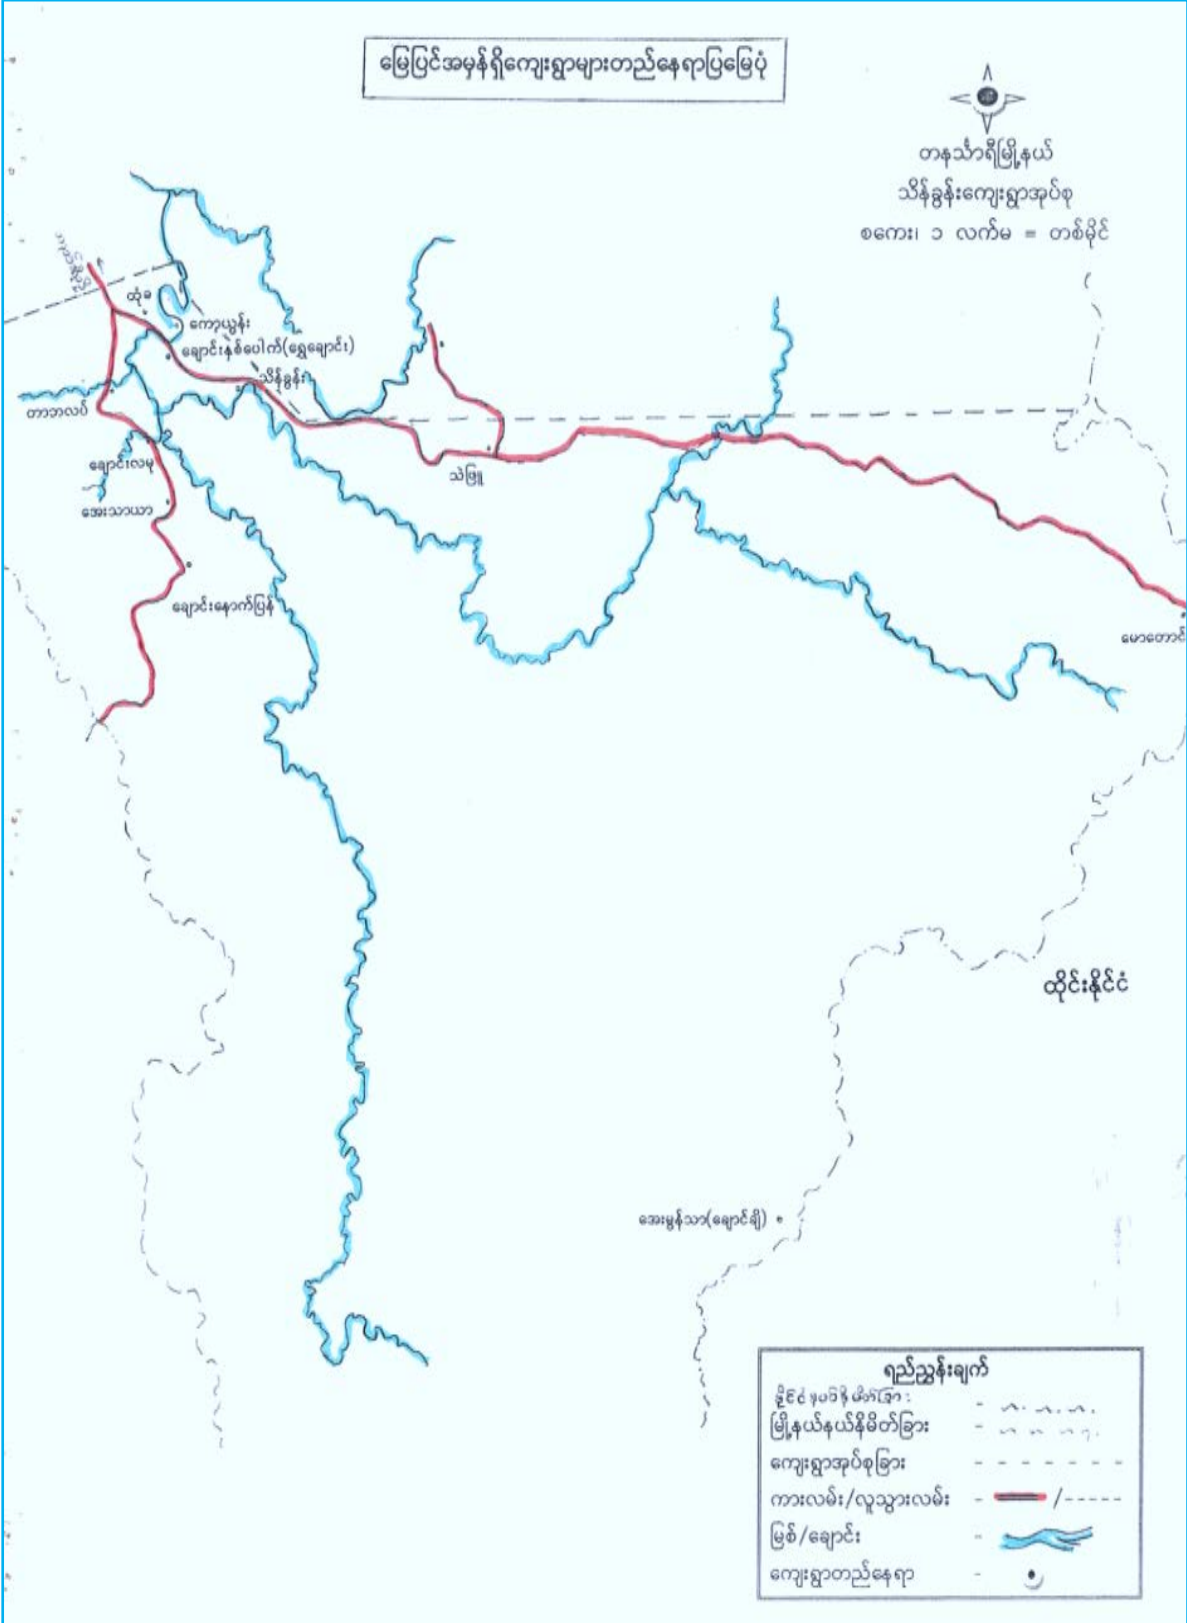 မြေပြင်အမှန်ရှိကျေးရွာများတည်နေရာပြမြေပုံ
တနင်္သာရီမြို့နယ်
သိန်ခွန်းကျေးရွာအုပ်စု
စကေး၊ ၁ လက်မ = တစ်မိုင်
ထုံခ
ကော့ယွန်း
ချောင်းနှစ်ပေါက်(ရွှေချောင်း)
သိန်ခွန်း
တာဘလပ်
ချောင်းလမု
သဲဖြူ
အေးသာယာ
ချောင်းနောက်ပြန်
မောတောင်
ထိုင်းနိုင်ငံ
အေးမွန်သာ(ချောင်ချီ)
ရည်ညွှန်းချက်
မြို့နယ်နယ်နိမိတ်ခြား
ကျေးရွာအုပ်စုခြား
ကားလမ်း/လူသွားလမ်း
မြစ်/ချောင်း
ကျေးရွာတည်နေရာ